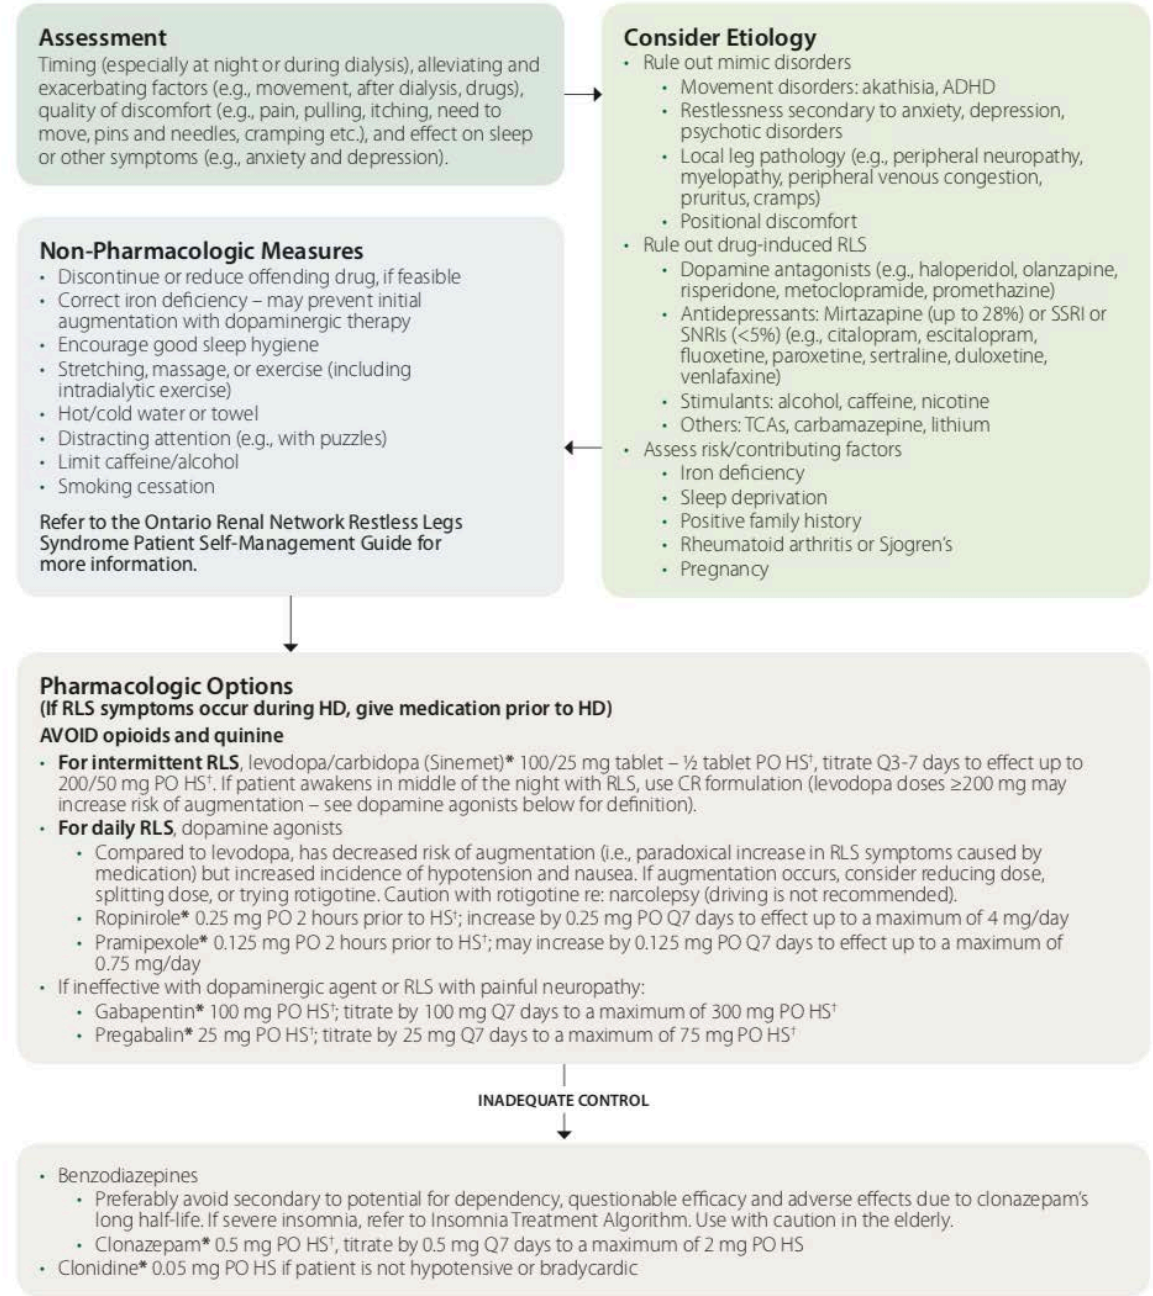 Assessment
Timing (especially at night or during dialysis), alleviating and
exacerbating factors (e.g., movement, after dialysis, drugs),
quality of discomfort (e.g., pain, pulling, itching, need to
move, pins and needles, cramping etc.), and effect on sleep
or other symptoms (e.g., anxiety and depression).
Consider Etiology
• Rule out mimic disorders
• Movement disorders: akathisia, ADHD
• Restlessness secondary to anxiety, depression,
psychotic disorders
• Local leg pathology (e.g., peripheral neuropathy,
myelopathy, peripheral venous congestion,
pruritus, cramps)
• Positional discomfort
• Rule out drug-induced RLS
• Dopamine antagonists (e.g., haloperidol, olanzapine,
risperidone, metoclopramide, promethazine)
• Antidepressants: Mirtazapine (up to 28%) or SSRI or
SNRIs (<5%) (e.g., citalopram, escitalopram,
fluoxetine, paroxetine, sertraline, duloxetine,
venlafaxine)
• Stimulants: alcohol, caffeine, nicotine
• Others: TCAs, carbamazepine, lithium
• Assess risk/contributing factors
• Iron deficiency
• Sleep deprivation
• Positive family history
• Rheumatoid arthritis or Sjogren's
• Pregnancy
Non-Pharmacologic Measures
• Discontinue or reduce offending drug, if feasible
• Correct iron deficiency – may prevent initial
augmentation with dopaminergic therapy
• Encourage good sleep hygiene
• Stretching, massage, or exercise (including
intradialytic exercise)
• Hot/cold water or towel
• Distracting attention (e.g., with puzzles)
• Limit caffeine/alcohol
• Smoking cessation
Refer to the Ontario Renal Network Restless Legs
Syndrome Patient Self-Management Guide for
more information.
Pharmacologic Options
(If RLS symptoms occur during HD, give medication prior to HD)
AVOID opioids and quinine
• For intermittent RLS, levodopa/carbidopa (Sinemet)* 100/25 mg tablet – ½ tablet PO HS†, titrate Q3-7 days to effect up to
200/50 mg PO HS†. If patient awakens in middle of the night with RLS, use CR formulation (levodopa doses ≥200 mg may
increase risk of augmentation – see dopamine agonists below for definition).
• For daily RLS, dopamine agonists
• Compared to levodopa, has decreased risk of augmentation (i.e., paradoxical increase in RLS symptoms caused by
medication) but increased incidence of hypotension and nausea. If augmentation occurs, consider reducing dose,
splitting dose, or trying rotigotine. Caution with rotigotine re: narcolepsy (driving is not recommended).
• Ropinirole* 0.25 mg PO 2 hours prior to HS†; increase by 0.25 mg PO Q7 days to effect up to a maximum of 4 mg/day
• Pramipexole* 0.125 mg PO 2 hours prior to HS†; may increase by 0.125 mg PO Q7 days to effect up to a maximum of
0.75 mg/day
• If ineffective with dopaminergic agent or RLS with painful neuropathy:
• Gabapentin* 100 mg PO HS†; titrate by 100 mg Q7 days to a maximum of 300 mg PO HS†
• Pregabalin* 25 mg PO HS†; titrate by 25 mg Q7 days to a maximum of 75 mg PO HS†
INADEQUATE CONTROL
• Benzodiazepines
• Preferably avoid secondary to potential for dependency, questionable efficacy and adverse effects due to clonazepam's
long half-life. If severe insomnia, refer to Insomnia Treatment Algorithm. Use with caution in the elderly.
• Clonazepam* 0.5 mg PO HS†, titrate by 0.5 mg Q7 days to a maximum of 2 mg PO HS
• Clonidine* 0.05 mg PO HS if patient is not hypotensive or bradycardic